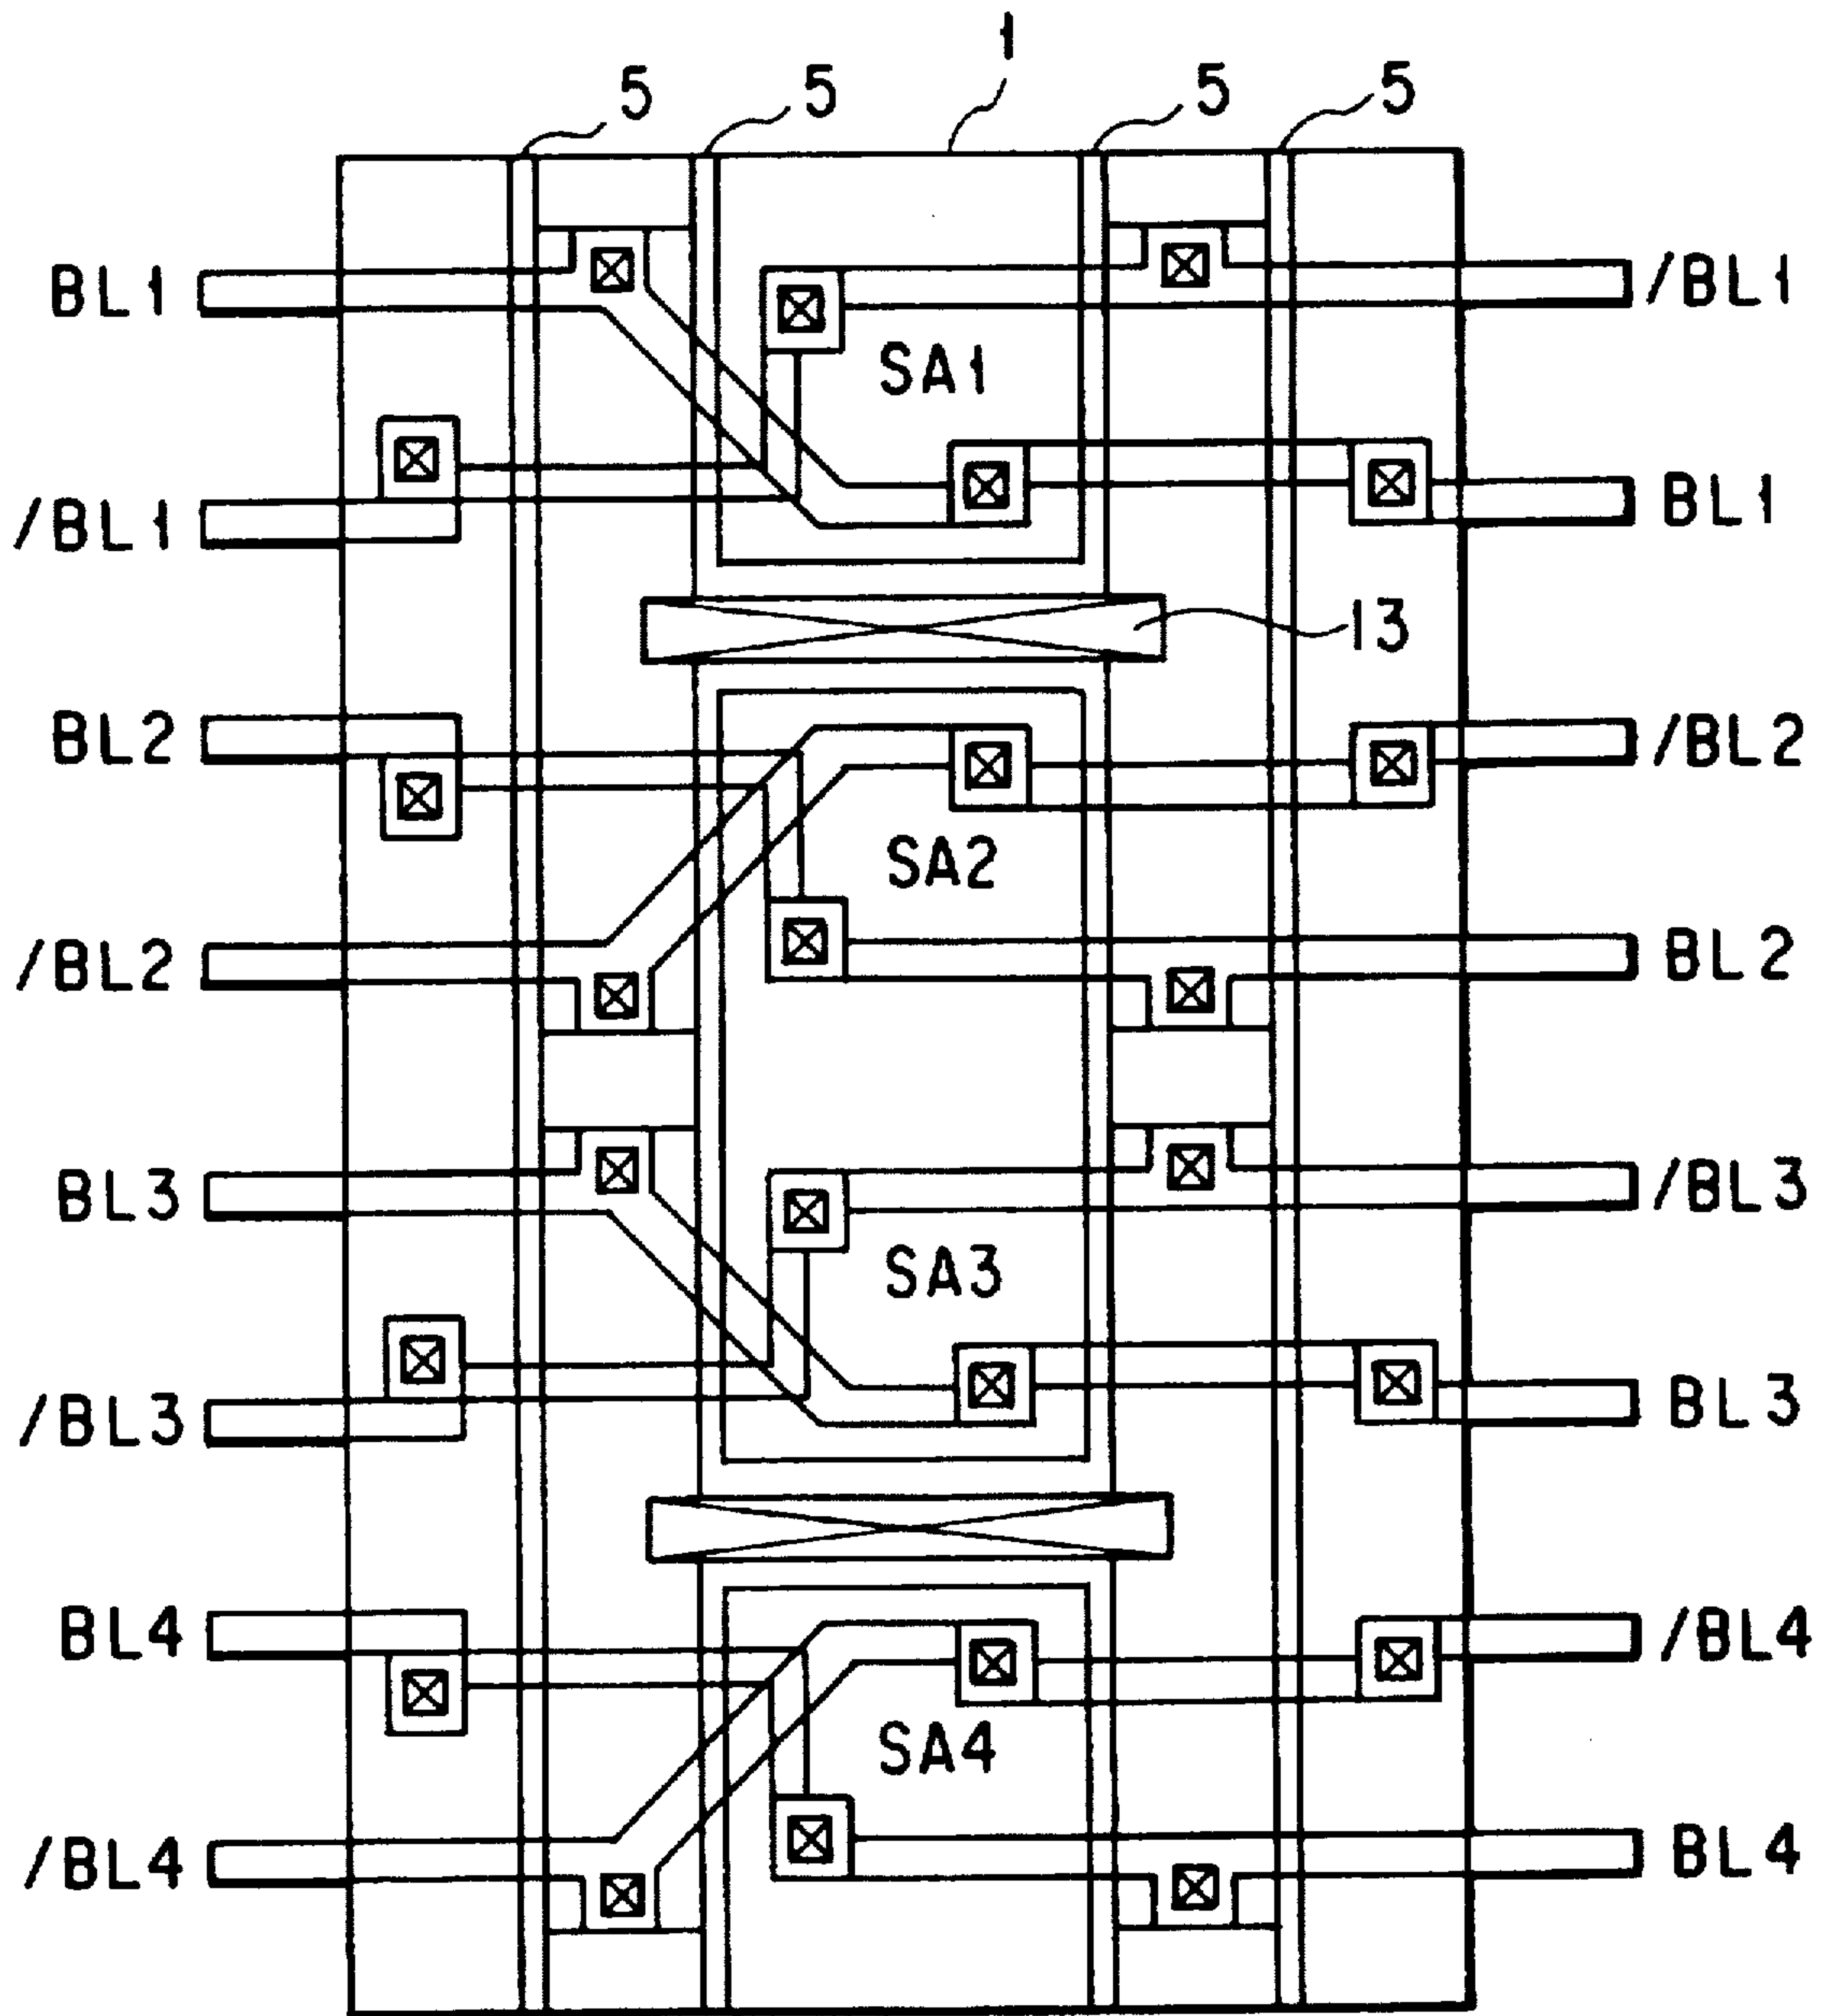 1
5 5 5 5
BL1 /BL1
SA1
/BL1 BL1
13
BL2 /BL2
SA2
/BL2 BL2
BL3 /BL3
SA3
/BL3 BL3
BL4 /BL4
SA4
/BL4 BL4